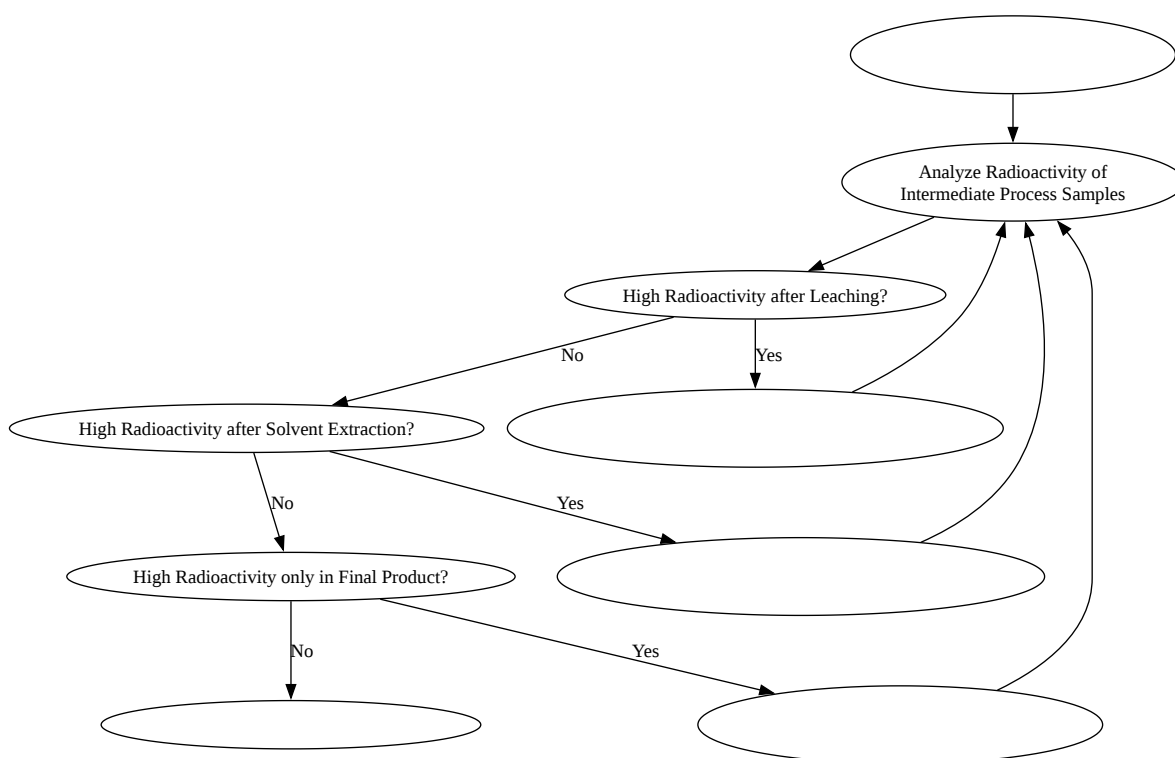 Analyze Radioactivity of
Intermediate Process Samples
High Radioactivity after Leaching?
No
Yes
High Radioactivity after Solvent Extraction?
No
Yes
High Radioactivity only in Final Product?
No
Yes